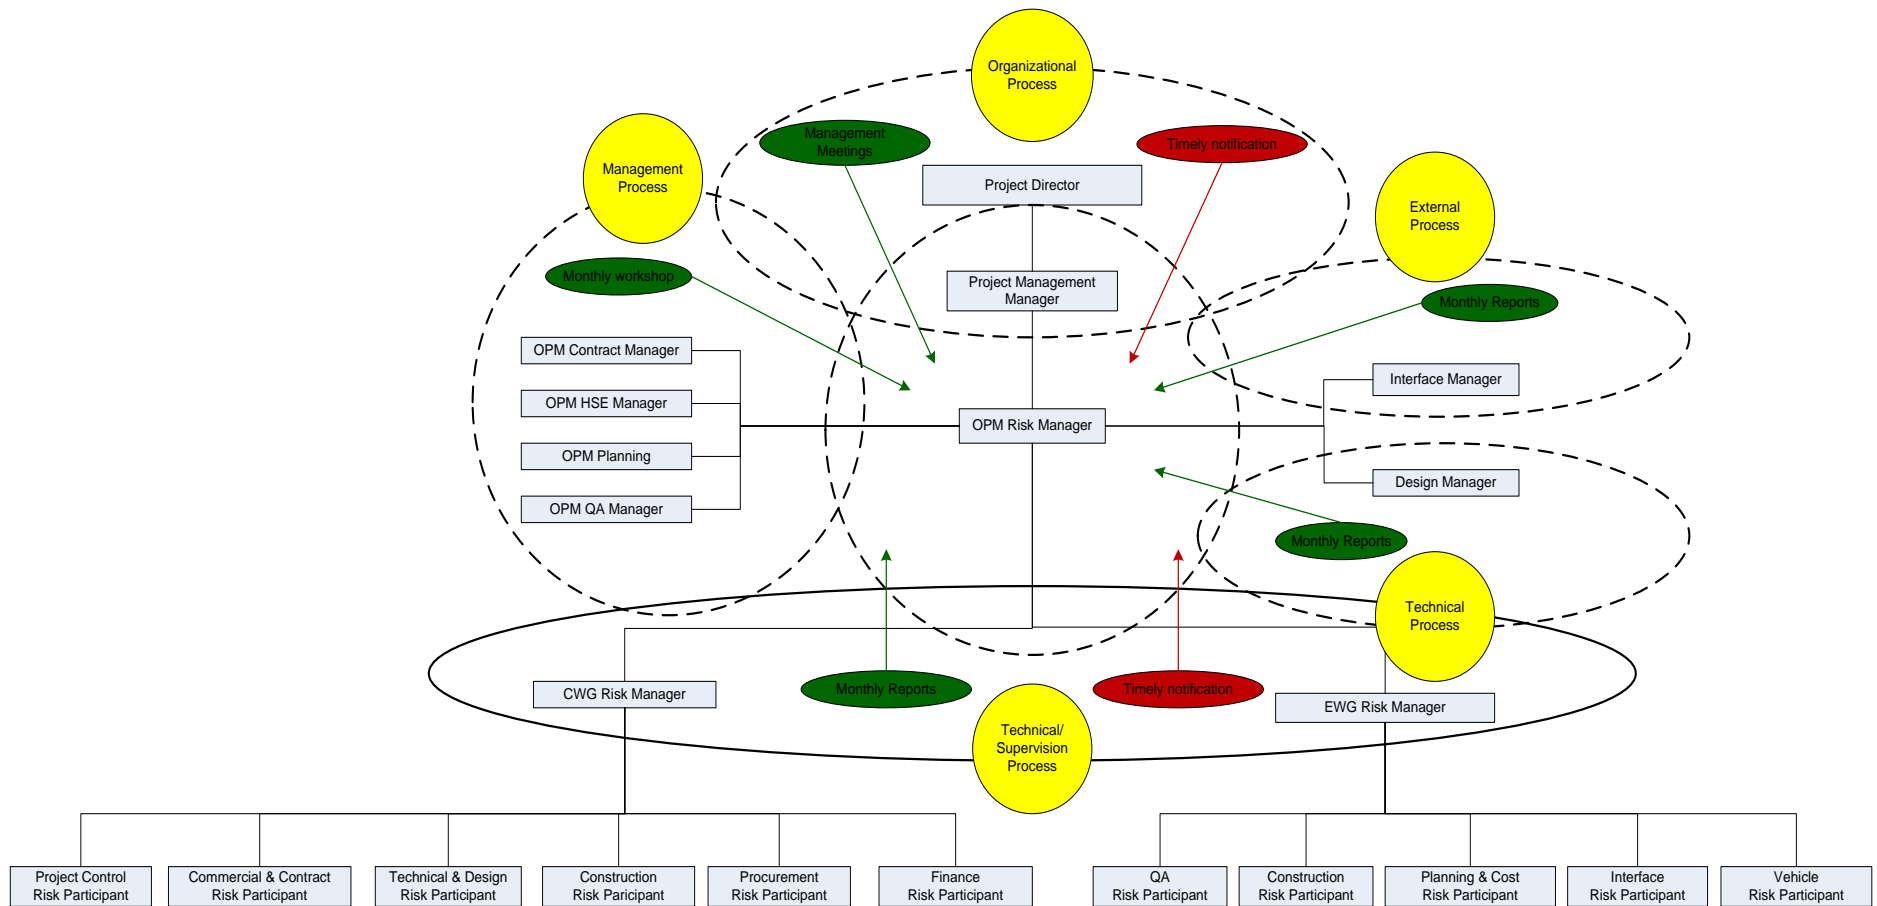 Organizational
Process
Management
Meetings
Timely notification
Management
Process
Project Director
External
Process
Monthly workshop
Project Management
Manager
Monthly Reports
OPM Contract Manager
Interface Manager
OPM HSE Manager
OPM Risk Manager
OPM Planning
Design Manager
OPM QA Manager
Monthly Reports
Technical
Process
CWG Risk Manager
Monthly Reports
Timely notification
EWG Risk Manager
Technical/
Supervision
Process
Project Control
Risk Participant
Commercial & Contract
Risk Participant
Technical & Design
Risk Participant
Construction
Risk Paricipant
Procurement
Risk Participant
Finance
Risk Participant
QA
Risk Participant
Construction
Risk Participant
Planning & Cost
Risk Participant
Interface
Risk Participant
Vehicle
Risk Participant